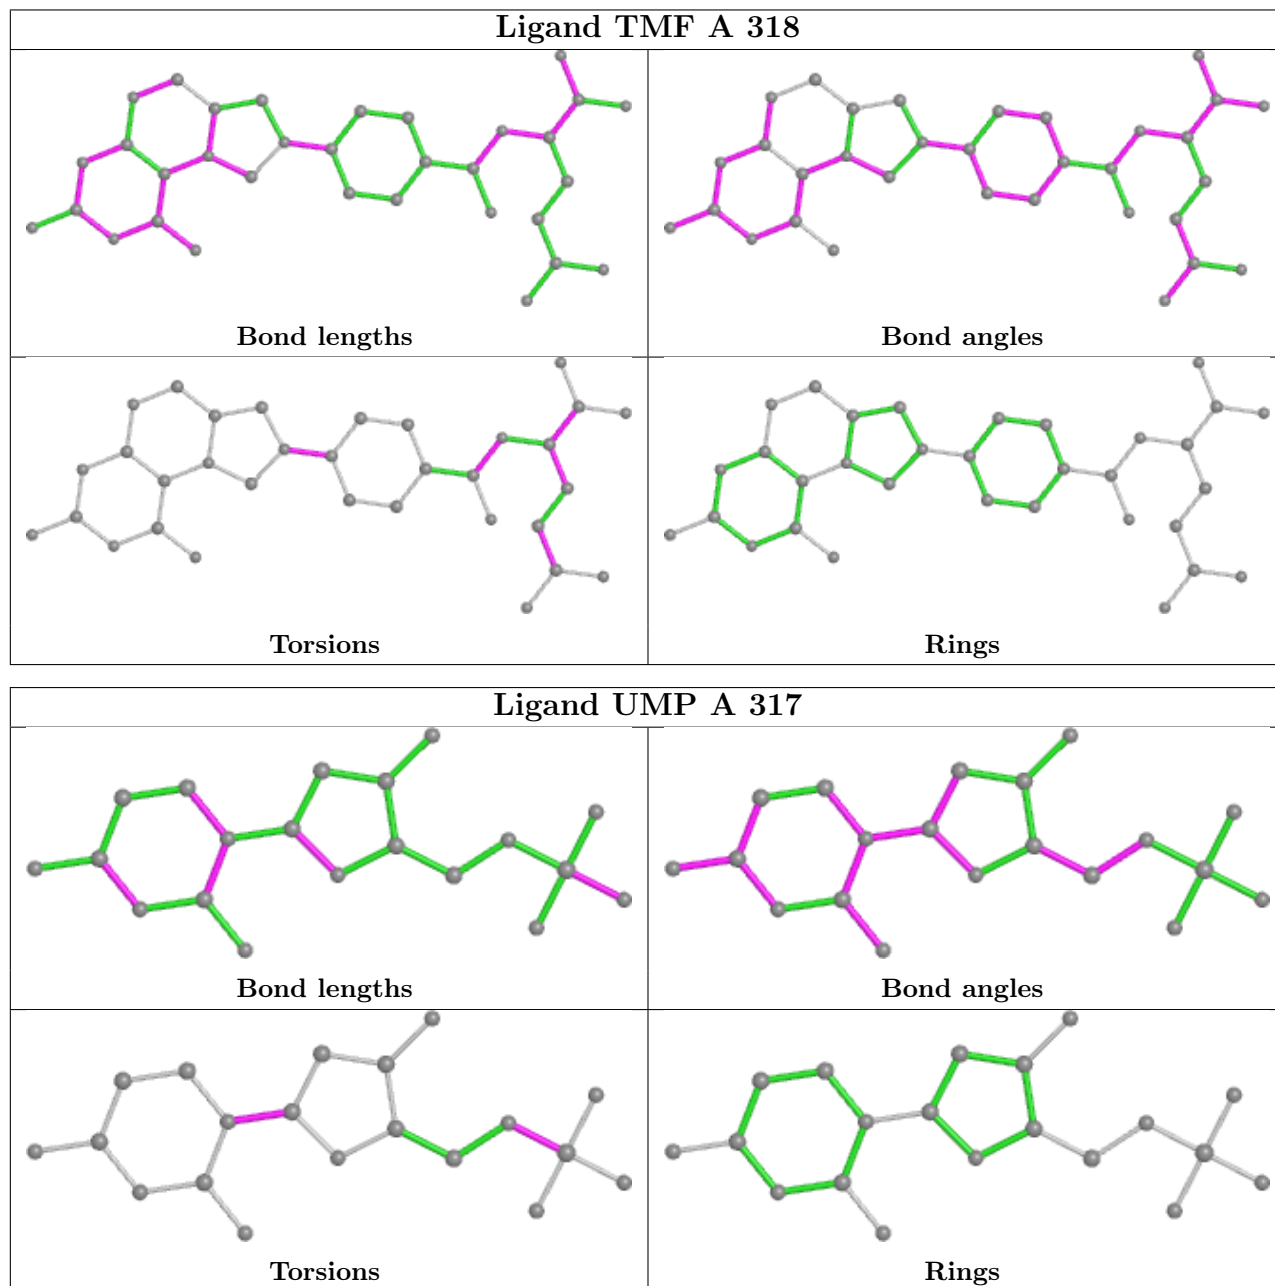 Ligand TMF A 318
Bond lengths
Bond angles
Torsions
Rings
Ligand UMP A 317
Bond lengths
Bond angles
Torsions
Rings